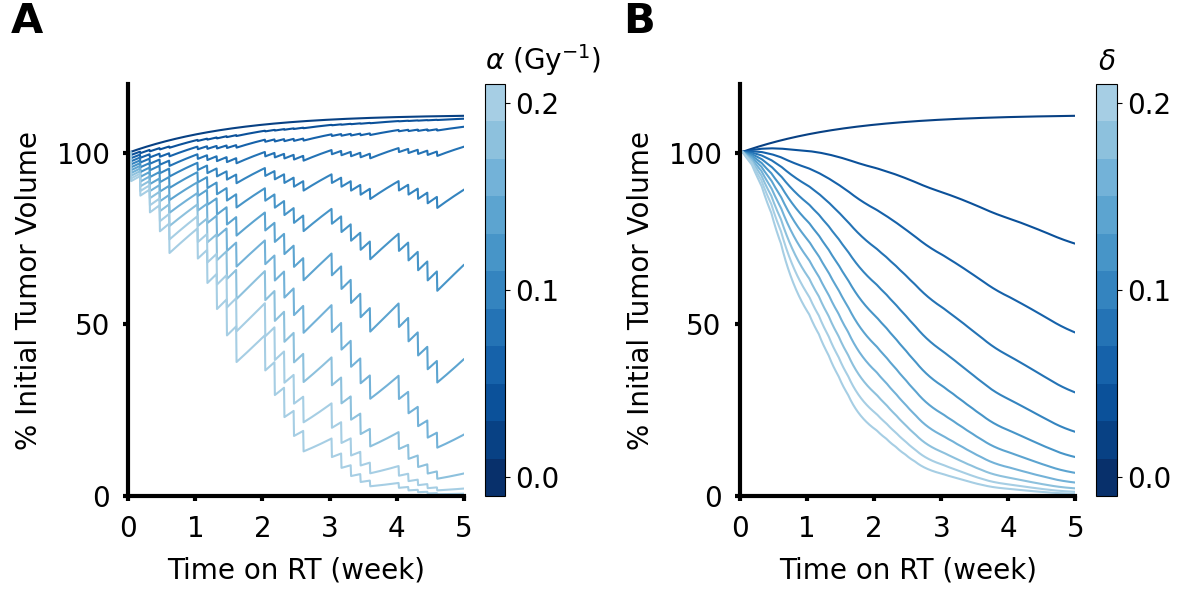 A
B
α (Gy⁻¹)
δ
% Initial Tumor Volume
100
50
0
0 1 2 3 4 5
Time on RT (week)
0.2
0.1
0.0
% Initial Tumor Volume
100
50
0
0 1 2 3 4 5
Time on RT (week)
0.2
0.1
0.0